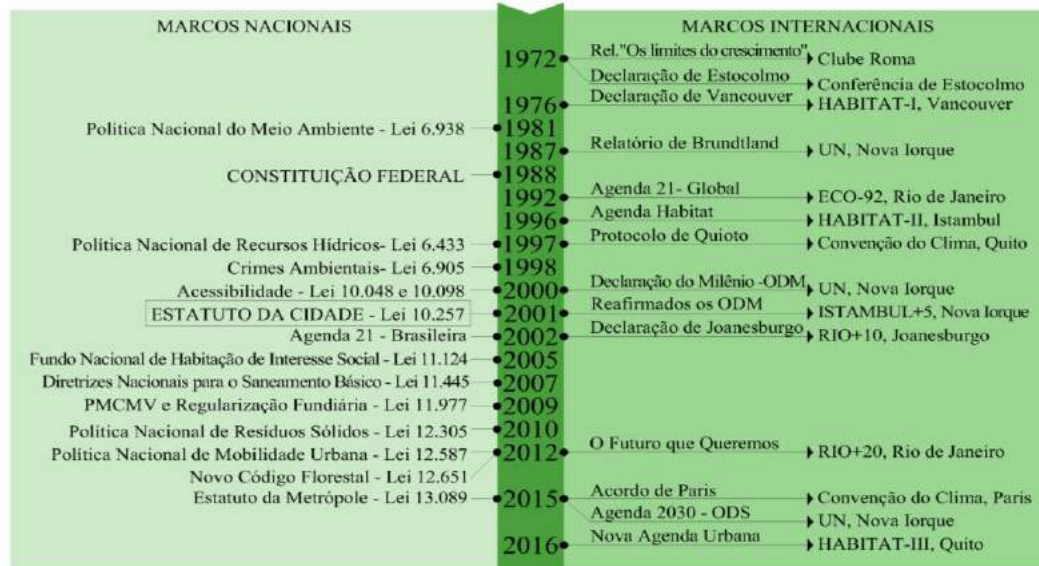 MARCOS NACIONAIS
MARCOS INTERNACIONAIS
1972 Rel."Os limites do crescimento" Clube Roma
Declaração de Estocolmo Conferência de Estocolmo
1976 Declaração de Vancouver HABITAT-I, Vancouver
Política Nacional do Meio Ambiente - Lei 6.938 1981
1987 Relatório de Brundtland UN, Nova Iorque
CONSTITUIÇÃO FEDERAL 1988
1992 Agenda 21- Global ECO-92, Rio de Janeiro
1996 Agenda Habitat HABITAT-II, Istambul
Política Nacional de Recursos Hídricos- Lei 6.433 1997 Protocolo de Quioto Convenção do Clima, Quito
Crimes Ambientais- Lei 6.905 1998
Acessibilidade - Lei 10.048 e 10.098 2000 Declaração do Milênio -ODM UN, Nova Iorque
ESTATUTO DA CIDADE - Lei 10.257 2001 Reafirmados os ODM ISTAMBUL+5, Nova Iorque
Agenda 21 - Brasileira 2002 Declaração de Joanesburgo RIO+10, Joanesburgo
Fundo Nacional de Habitação de Interesse Social - Lei 11.124 2005
Diretrizes Nacionais para o Saneamento Básico - Lei 11.445 2007
PMCMV e Regularização Fundiária - Lei 11.977 2009
Política Nacional de Resíduos Sólidos - Lei 12.305 2010
Política Nacional de Mobilidade Urbana - Lei 12.587 2012 O Futuro que Queremos RIO+20, Rio de Janeiro
Novo Código Florestal - Lei 12.651
Estatuto da Metrópole - Lei 13.089 2015 Acordo de Paris Convenção do Clima, Paris
Agenda 2030 - ODS UN, Nova Iorque
2016 Nova Agenda Urbana HABITAT-III, Quito